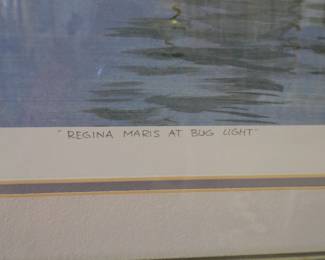 "REGINA MARIS AT BUG LIGHT"